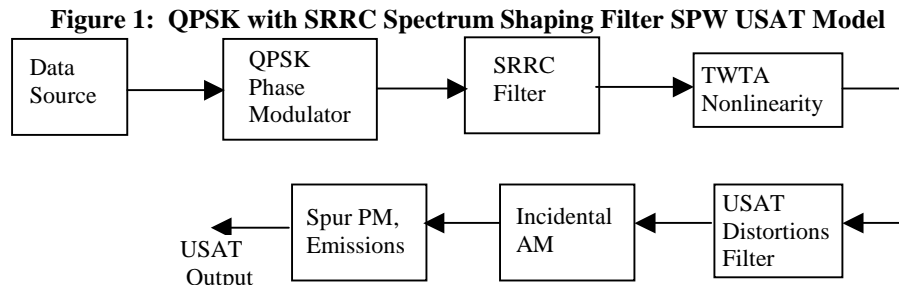 Figure 1:  QPSK with SRRC Spectrum Shaping Filter SPW USAT Model
Data
Source
QPSK
Phase
Modulator
SRRC
Filter
TWTA
Nonlinearity
USAT
Distortions
Filter
Incidental
AM
Spur PM,
Emissions
USAT
Output